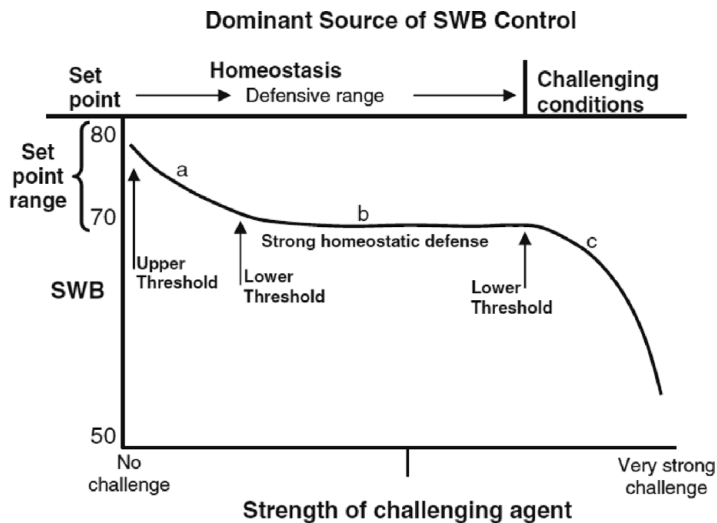 Dominant Source of SWB Control
Set
point
Homeostasis
Defensive range
Challenging
conditions
80
Set
point
range
70
a
b
c
Strong homeostatic defense
Upper
Threshold
Lower
Threshold
Lower
Threshold
SWB
50
No
challenge
Very strong
challenge
Strength of challenging agent